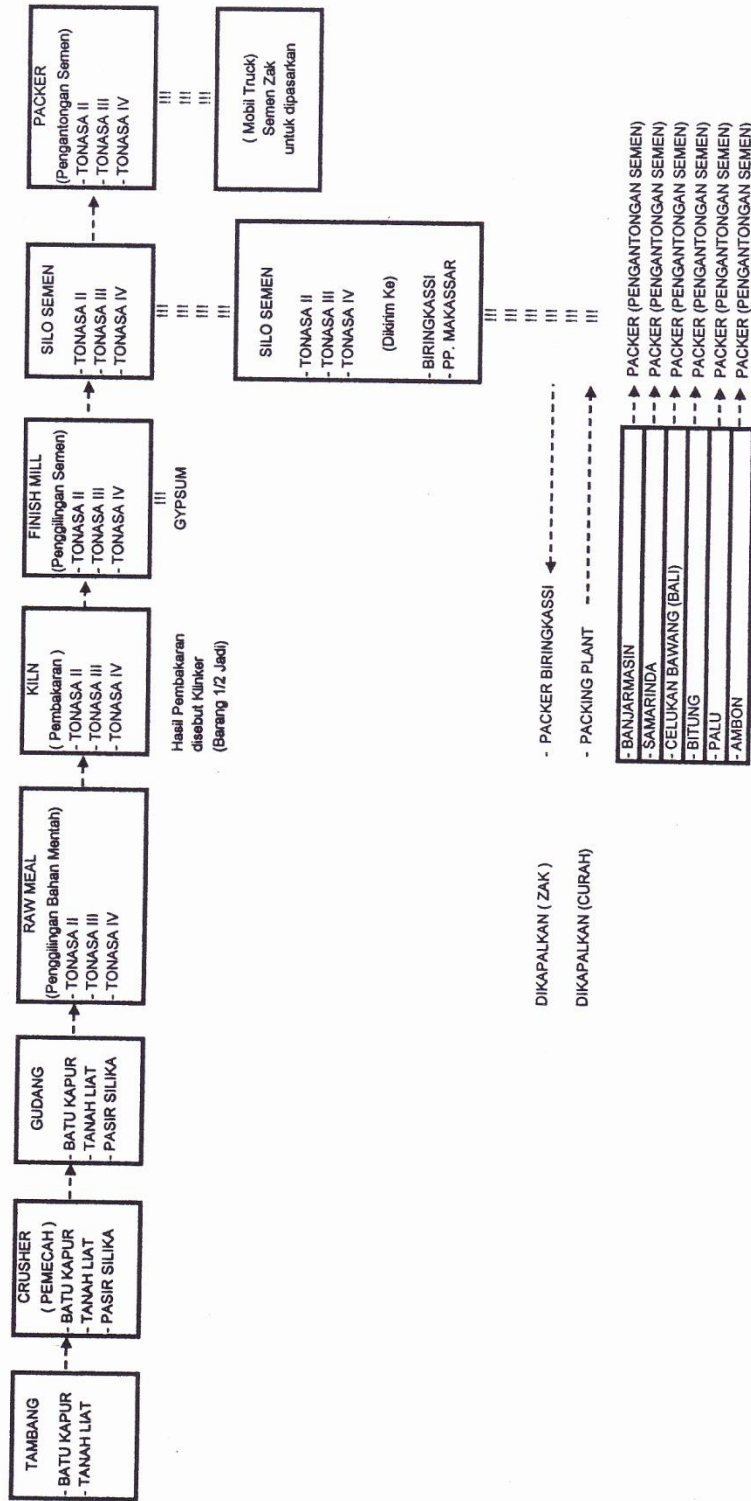 TAMBANG
- BATU KAPUR
- TANAH LIAT
CRUSHER
( PEMECAH )
- BATU KAPUR
- TANAH LIAT
- PASIR SILIKA
GUDANG
- BATU KAPUR
- TANAH LIAT
- PASIR SILIKA
RAW MEAL
(Penggilingan Bahan Mentah)
- TONASA II
- TONASA III
- TONASA IV
KILN
( Pembakaran )
- TONASA II
- TONASA III
- TONASA IV
Hasil Pembakaran
disebut Klinker
(Barang 1/2 Jadi)
FINISH MILL
(Penggilingan Semen)
- TONASA II
- TONASA III
- TONASA IV
GYPSUM
SILO SEMEN
- TONASA II
- TONASA III
- TONASA IV
PACKER
(Pengantongan Semen)
- TONASA II
- TONASA III
- TONASA IV
( Mobil Truck)
Semen Zak
untuk dipasarkan
SILO SEMEN
- TONASA II
- TONASA III
- TONASA IV
(Dikirim Ke)
- BIRINGKASSI
- PP. MAKASSAR
DIKAPALKAN ( ZAK ) - PACKER BIRINGKASSI
DIKAPALKAN (CURAH) - PACKING PLANT
- BANJARMASIN PACKER (PENGANTONGAN SEMEN)
- SAMARINDA PACKER (PENGANTONGAN SEMEN)
- CELUKAN BAWANG (BALI) PACKER (PENGANTONGAN SEMEN)
- BITUNG PACKER (PENGANTONGAN SEMEN)
- PALU PACKER (PENGANTONGAN SEMEN)
- AMBON PACKER (PENGANTONGAN SEMEN)